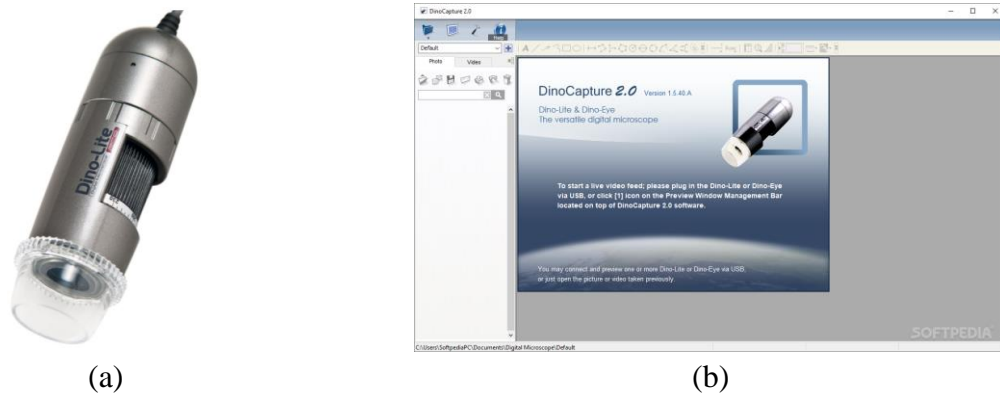 Dino-Lite
DinoCapture 2.0
Help
Default
Photo Video
DinoCapture 2.0 Version 1.5.40.A
Dino-Lite & Dino-Eye
The versatile digital microscope
To start a live video feed; please plug in the Dino-Lite or Dino-Eye
via USB, or click [1] icon on the Preview Window Management Bar
located on top of DinoCapture 2.0 software.
You may connect and preview one or more Dino-Lite or Dino-Eye via USB,
or just open the picture or video taken previously.
SOFTPEDIA
C:\Users\SoftpediaPC\Documents\Digital Microscope\Default
(a) (b)